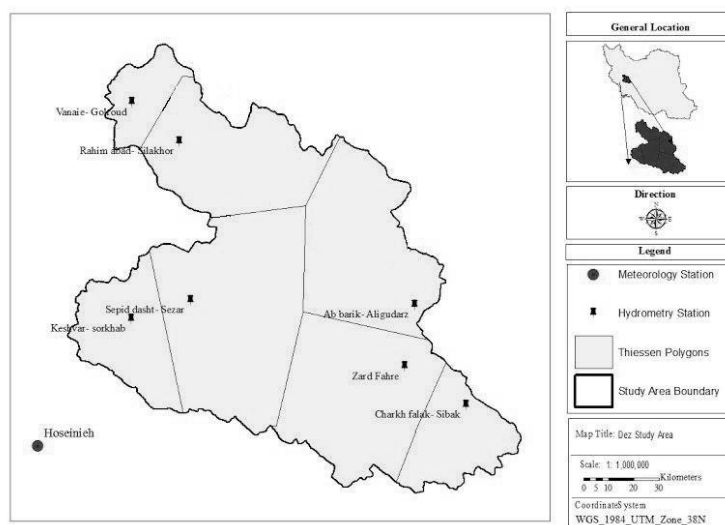 Vanaie- Golroud
Rahim abad- Silakhor
Sepid dasht- Sezar
Keshvar- sorkhab
Ab barik- Aligudarz
Zard Fahre
Charkh falak- Sibak
Hoseinieh
General Location
Direction
N
W E
S
Legend
Meteorology Station
Hydrometry Station
Thiessen Polygons
Study Area Boundary
Map Title: Dez Study Area
Scale: 1: 1,000,000
Kilometers
0 5 10 20 30
CoordinateSystem
WGS_1984_UTM_Zone_38N